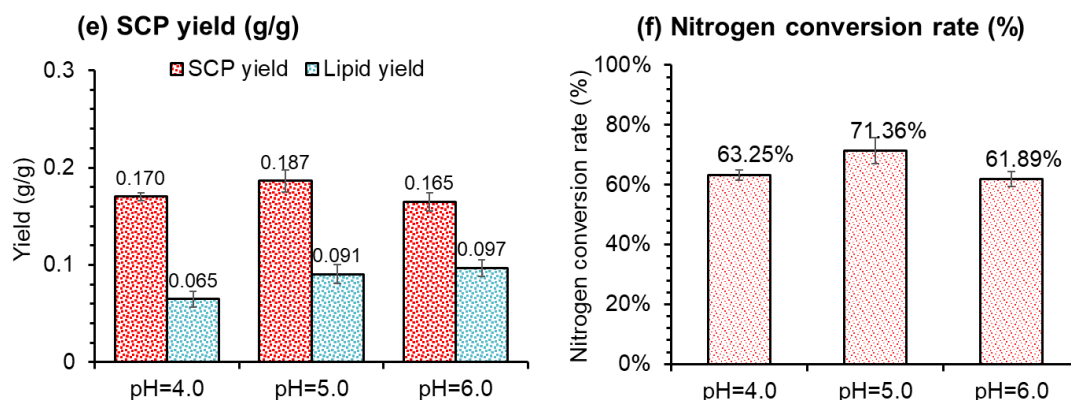 (e) SCP yield (g/g)
SCP yield
Lipid yield
Yield (g/g)
0.3
0.2
0.1
0
0.170
0.065
0.187
0.091
0.165
0.097
pH=4.0
pH=5.0
pH=6.0
(f) Nitrogen conversion rate (%)
Nitrogen conversion rate (%)
100%
80%
60%
40%
20%
0%
63.25%
71.36%
61.89%
pH=4.0
pH=5.0
pH=6.0